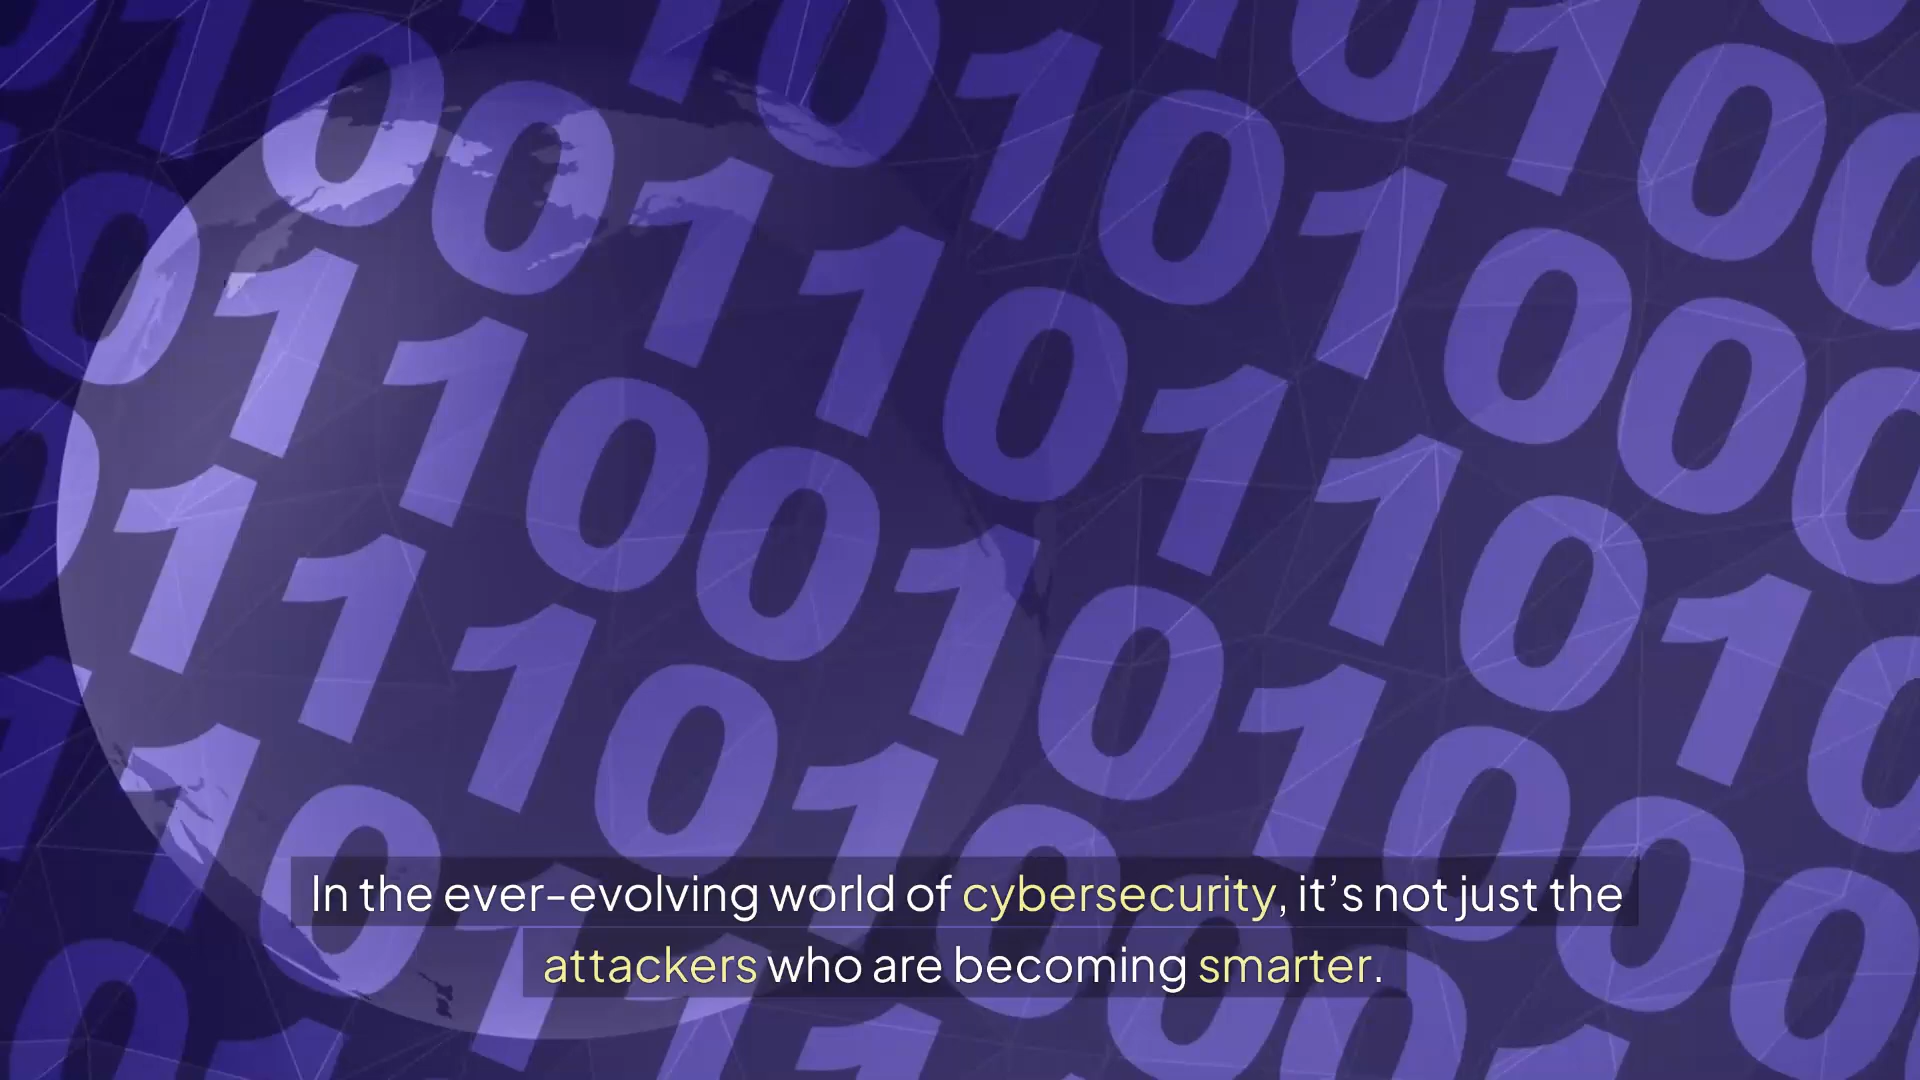 In the ever-evolving world of cybersecurity, it’s not just the
attackers who are becoming smarter.